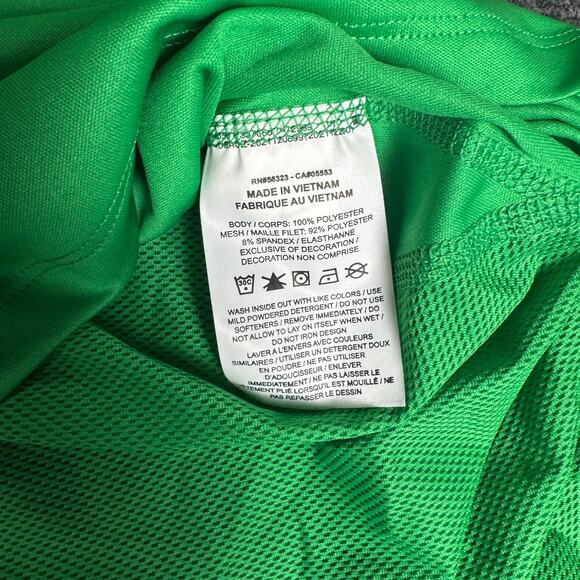 RN#56323 - CA#05553
MADE IN VIETNAM
FABRIQUE AU VIETNAM
BODY / CORPS: 100% POLYESTER
MESH / MAILLE FILET: 92% POLYESTER
8% SPANDEX / ELASTHANNE
EXCLUSIVE OF DECORATION /
DECORATION NON COMPRISE
30C
WASH INSIDE OUT WITH LIKE COLORS / USE
MILD POWDERED DETERGENT / DO NOT USE
SOFTENERS / REMOVE IMMEDIATELY / DO
NOT ALLOW TO LAY ON ITSELF WHEN WET /
DO NOT IRON DESIGN
LAVER A L'ENVERS AVEC COULEURS
SIMILAIRES / UTILISER UN DETERGENT DOUX
EN POUDRE / NE PAS UTILISER
D'ADOUCISSEUR / ENLEVER
IMMEDIATEMENT / NE PAS LAISSER LE
PLIÉ LORSQU'IL EST MOUILLÉ / NE
PAS REPASSER LE DESSIN